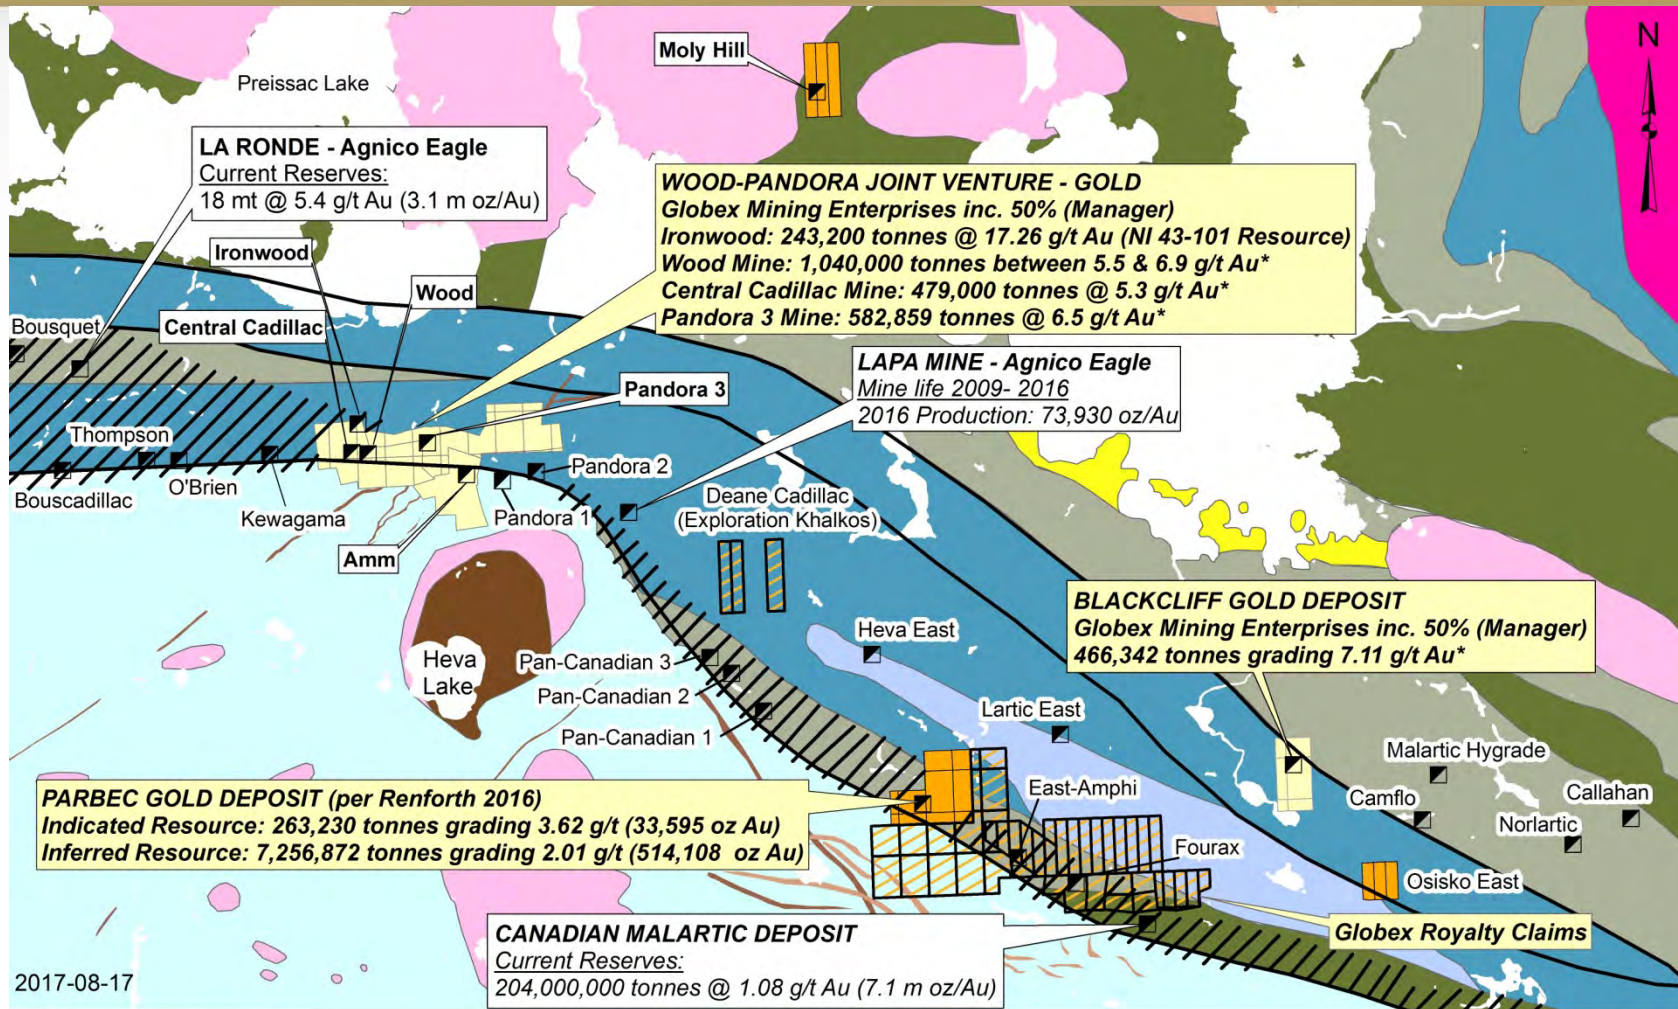 N
Moly Hill
Preissac Lake
LA RONDE - Agnico Eagle
Current Reserves:
18 mt @ 5.4 g/t Au (3.1 m oz/Au)
WOOD-PANDORA JOINT VENTURE - GOLD
Globex Mining Enterprises inc. 50% (Manager)
Ironwood: 243,200 tonnes @ 17.26 g/t Au (NI 43-101 Resource)
Wood Mine: 1,040,000 tonnes between 5.5 & 6.9 g/t Au*
Central Cadillac Mine: 479,000 tonnes @ 5.3 g/t Au*
Pandora 3 Mine: 582,859 tonnes @ 6.5 g/t Au*
Ironwood
Wood
Bousquet
Central Cadillac
LAPA MINE - Agnico Eagle
Mine life 2009- 2016
2016 Production: 73,930 oz/Au
Pandora 3
Thompson
Pandora 2
Bouscadillac
O'Brien
Kewagama
Pandora 1
Deane Cadillac
(Exploration Khalkos)
Amm
BLACKCLIFF GOLD DEPOSIT
Globex Mining Enterprises inc. 50% (Manager)
466,342 tonnes grading 7.11 g/t Au*
Heva East
Heva
Lake
Pan-Canadian 3
Pan-Canadian 2
Pan-Canadian 1
Lartic East
Malartic Hygrade
Callahan
Camflo
Norlartic
East-Amphi
PARBEC GOLD DEPOSIT (per Renforth 2016)
Indicated Resource: 263,230 tonnes grading 3.62 g/t (33,595 oz Au)
Inferred Resource: 7,256,872 tonnes grading 2.01 g/t (514,108 oz Au)
Fourax
Osisko East
Globex Royalty Claims
CANADIAN MALARTIC DEPOSIT
Current Reserves:
204,000,000 tonnes @ 1.08 g/t Au (7.1 m oz/Au)
2017-08-17